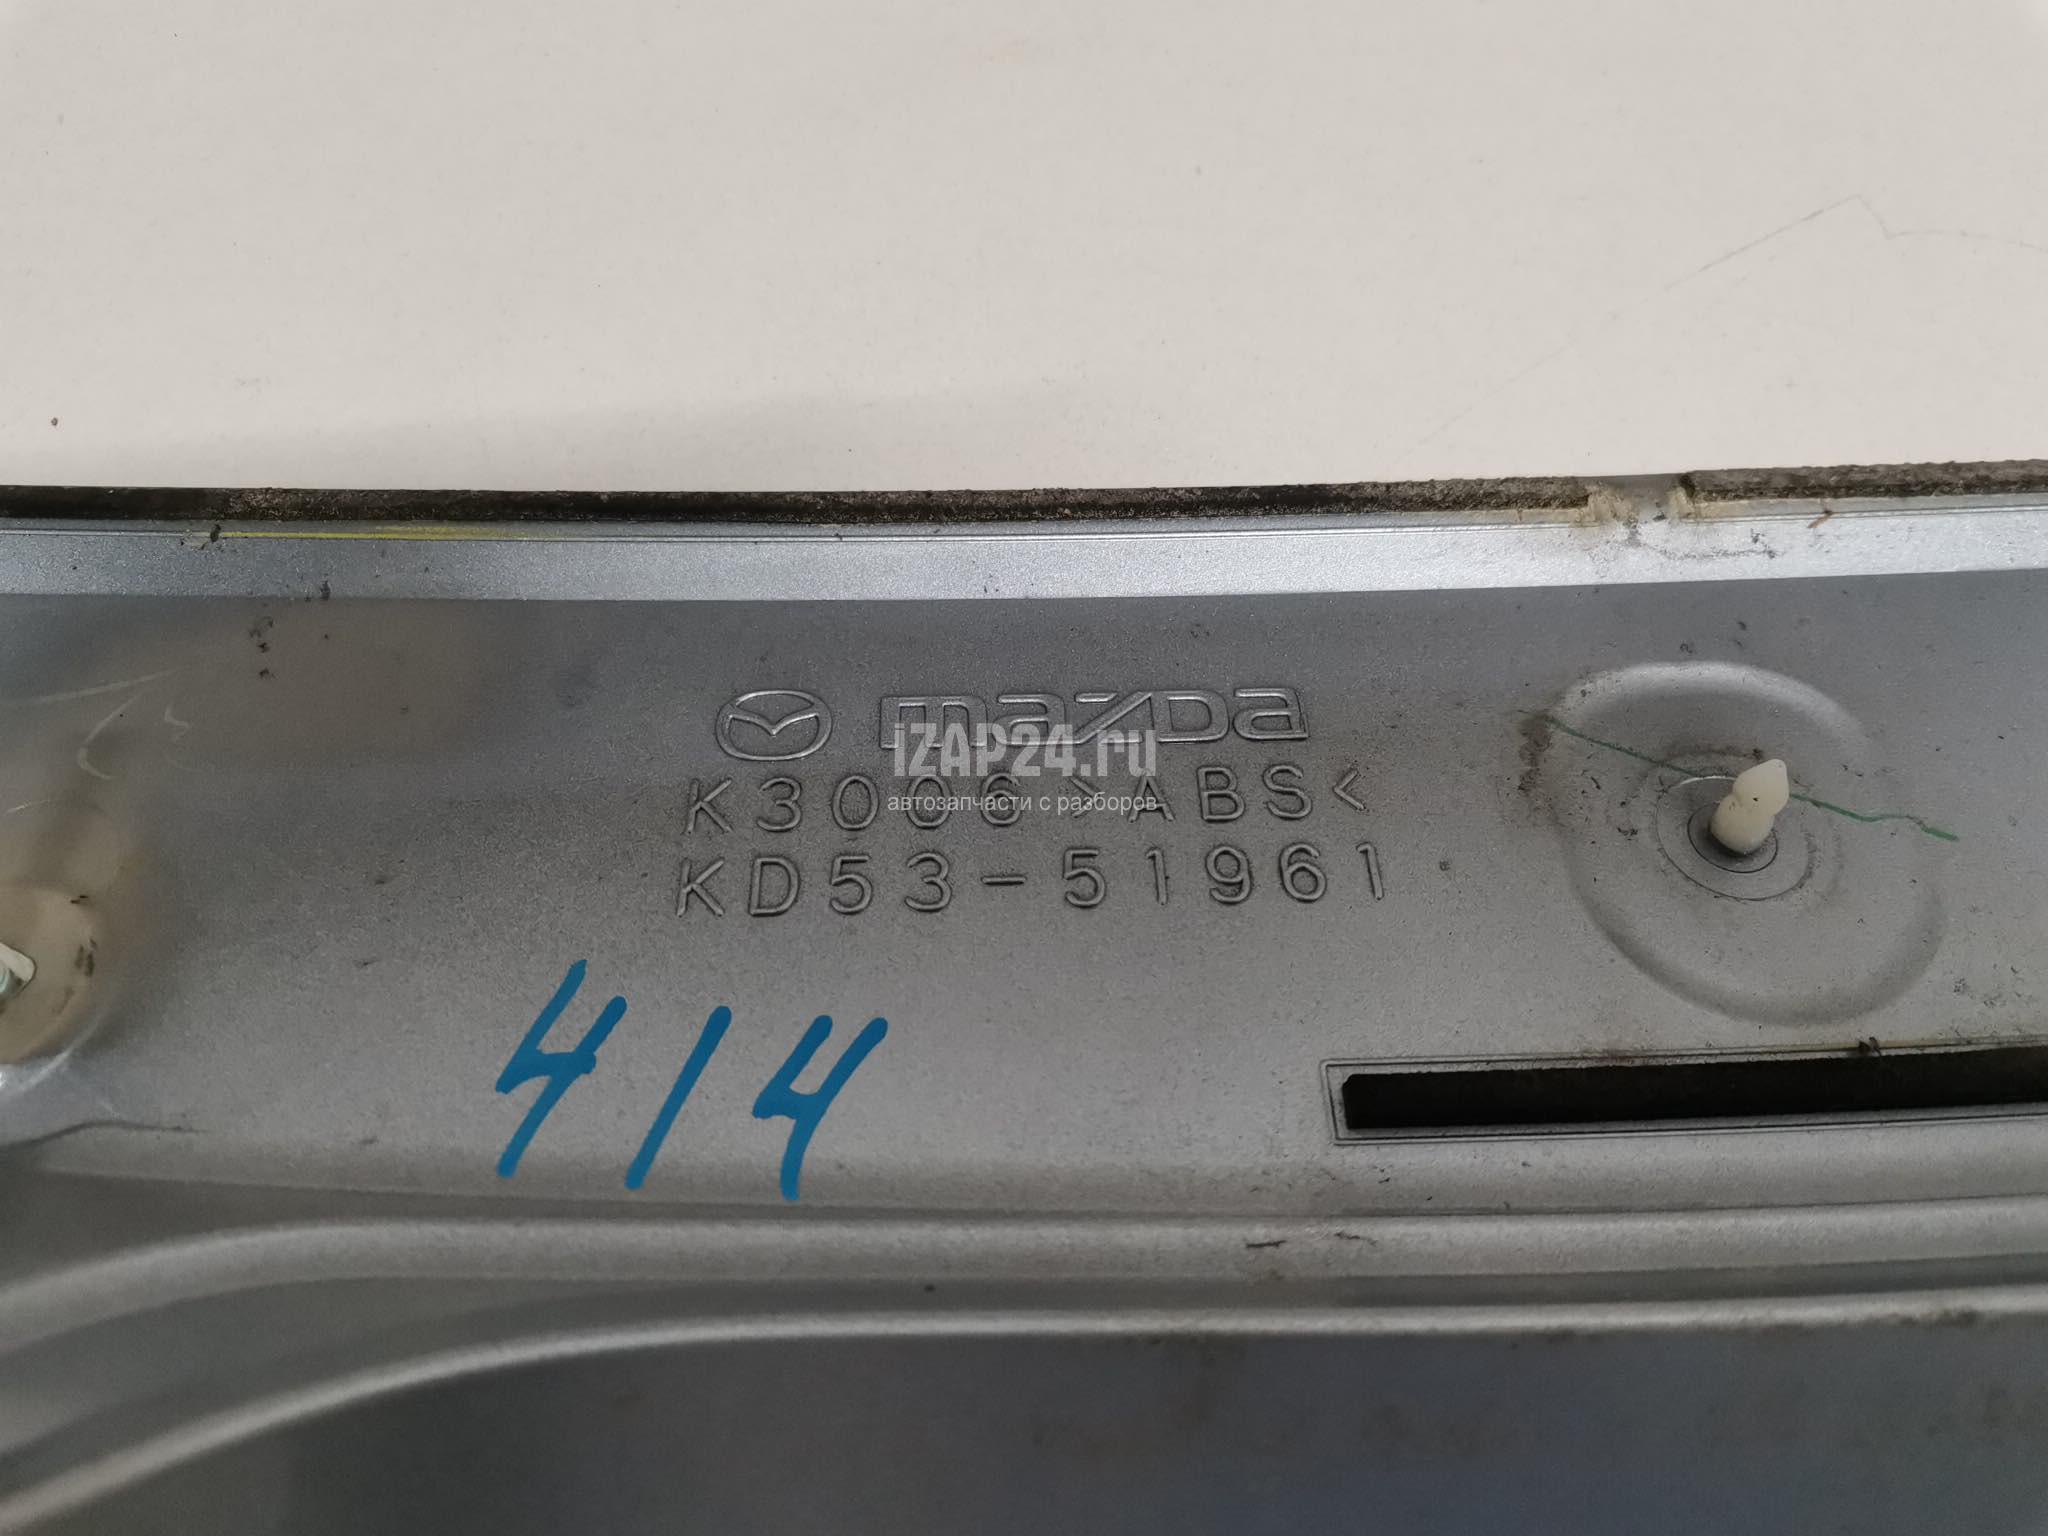 mazda
iZAP24.ru
K3006 >ABS<
автозапчасти с разборов
KD53-51961
414